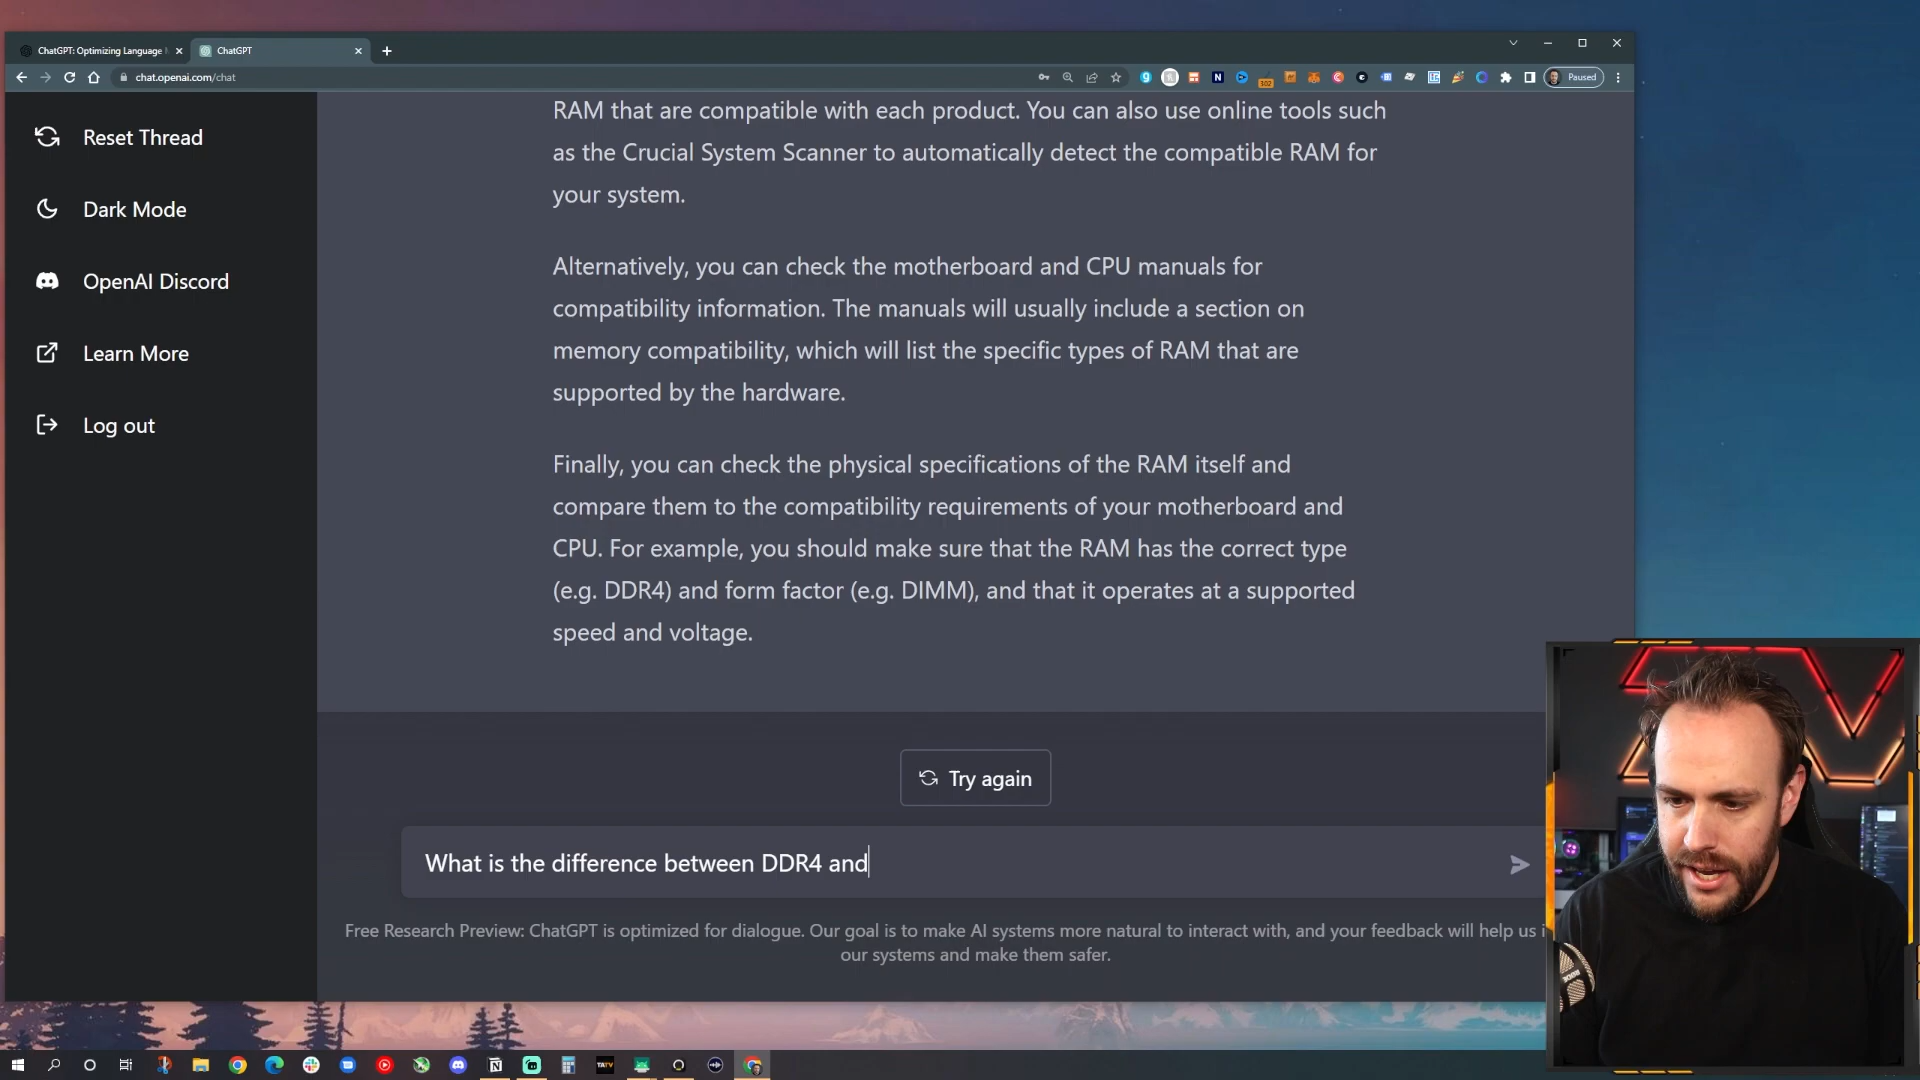 ChatGPT: Optimizing Language
ChatGPT
chat.openai.com/chat
Paused
302
Reset Thread
Dark Mode
OpenAI Discord
Learn More
Log out
RAM that are compatible with each product. You can also use online tools such
as the Crucial System Scanner to automatically detect the compatible RAM for
your system.
Alternatively, you can check the motherboard and CPU manuals for
compatibility information. The manuals will usually include a section on
memory compatibility, which will list the specific types of RAM that are
supported by the hardware.
Finally, you can check the physical specifications of the RAM itself and
compare them to the compatibility requirements of your motherboard and
CPU. For example, you should make sure that the RAM has the correct type
(e.g. DDR4) and form factor (e.g. DIMM), and that it operates at a supported
speed and voltage.
Try again
What is the difference between DDR4 and
Free Research Preview: ChatGPT is optimized for dialogue. Our goal is to make AI systems more natural to interact with, and your feedback will help us
our systems and make them safer.
TATV